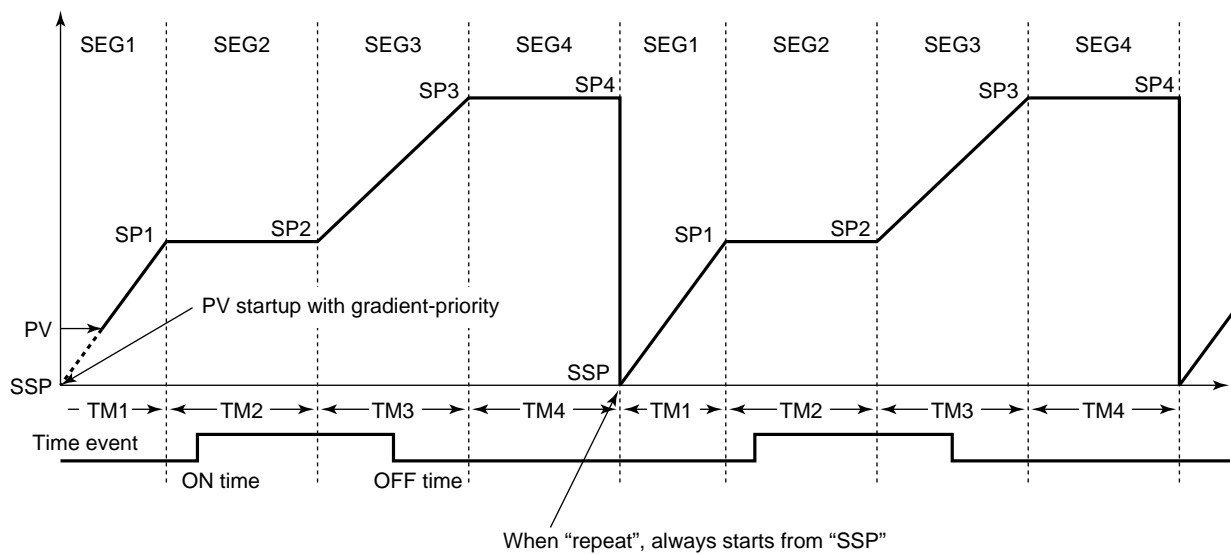 SEG1 SEG2 SEG3 SEG4 SEG1 SEG2 SEG3 SEG4
SP3 SP4 SP3 SP4
SP1 SP2 SP1 SP2
PV startup with gradient-priority
PV
SSP SSP
TM1 TM2 TM3 TM4 TM1 TM2 TM3 TM4
Time event
ON time OFF time
When “repeat”, always starts from “SSP”